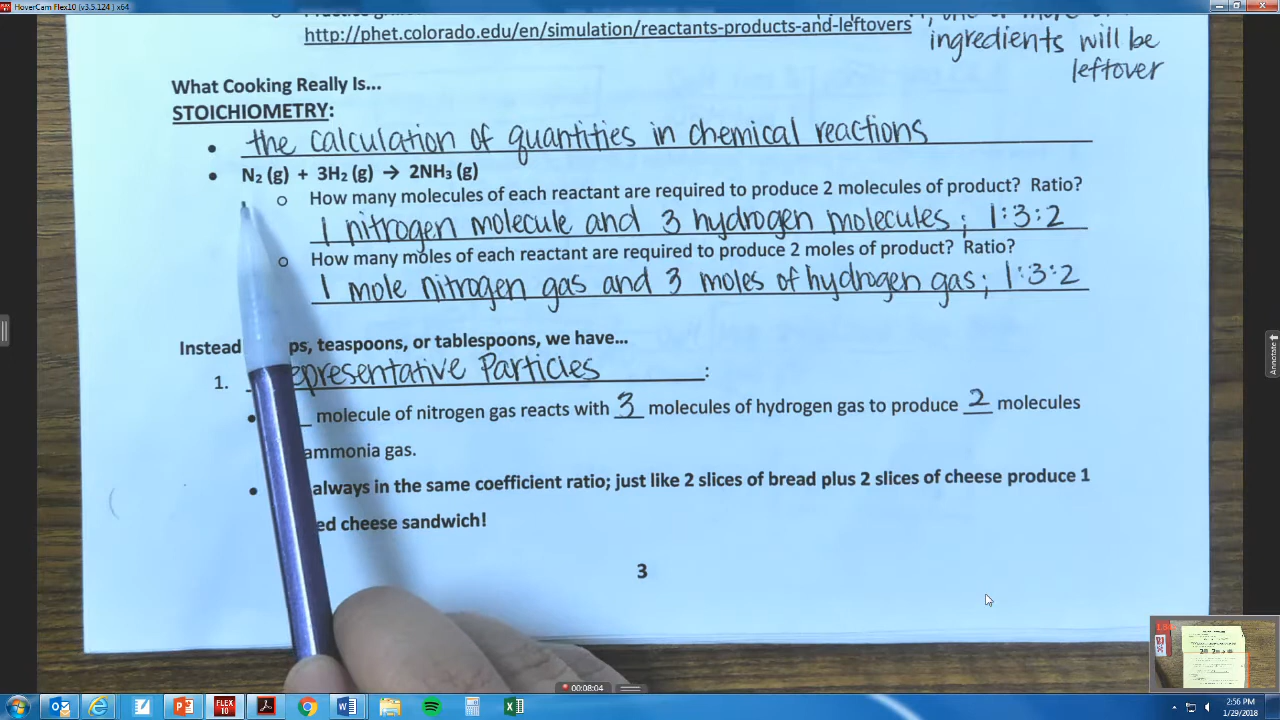 HoverCam Flex10 (v3.5.124) x64
http://phet.colorado.edu/en/simulation/reactants-products-and-leftovers
ingredients will be
leftover
What Cooking Really Is...
STOICHIOMETRY:
the calculation of quantities in chemical reactions
N₂ (g) + 3H₂ (g) → 2NH₃ (g)
How many molecules of each reactant are required to produce 2 molecules of product? Ratio?
1 nitrogen molecule and 3 hydrogen molecules; 1:3:2
How many moles of each reactant are required to produce 2 moles of product? Ratio?
1 mole nitrogen gas and 3 moles of hydrogen gas; 1:3:2
Instead ps, teaspoons, or tablespoons, we have...
1. epresentative Particles :
molecule of nitrogen gas reacts with 3 molecules of hydrogen gas to produce 2 molecules
ammonia gas.
always in the same coefficient ratio; just like 2 slices of bread plus 2 slices of cheese produce 1
ed cheese sandwich!
3
Annotate
00:08:04
FLEX
10
2:56 PM
1/29/2018